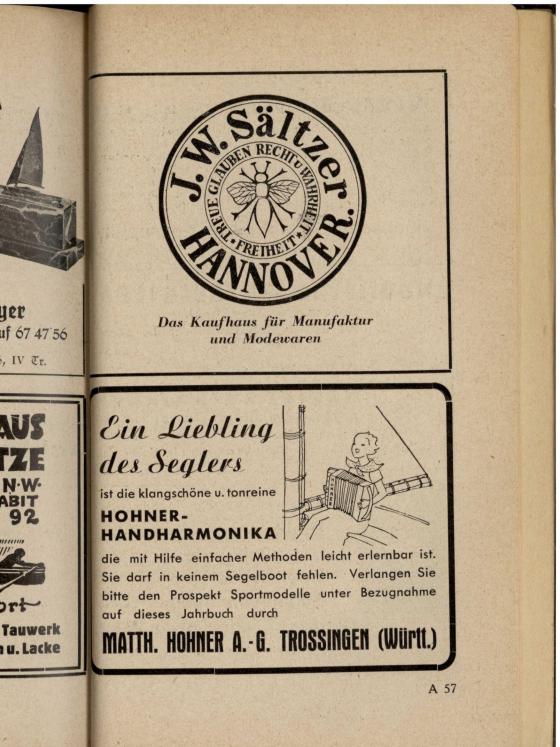 yer
uf 67 47 56
, IV Tr.
AUS
TZE
N·W·
ABIT
92
ort
Tauwerk
u. Lacke
J. W. Sältzer
TREUE GLAUBEN RECHT U WAHRHEIT
FREIHEIT
HANNOVER.
Das Kaufhaus für Manufaktur
und Modewaren
Ein Liebling
des Seglers
ist die klangschöne u. tonreine
HOHNER-
HANDHARMONIKA
die mit Hilfe einfacher Methoden leicht erlernbar ist.
Sie darf in keinem Segelboot fehlen. Verlangen Sie
bitte den Prospekt Sportmodelle unter Bezugnahme
auf dieses Jahrbuch durch
MATTH. HOHNER A.-G. TROSSINGEN (Württ.)
A 57